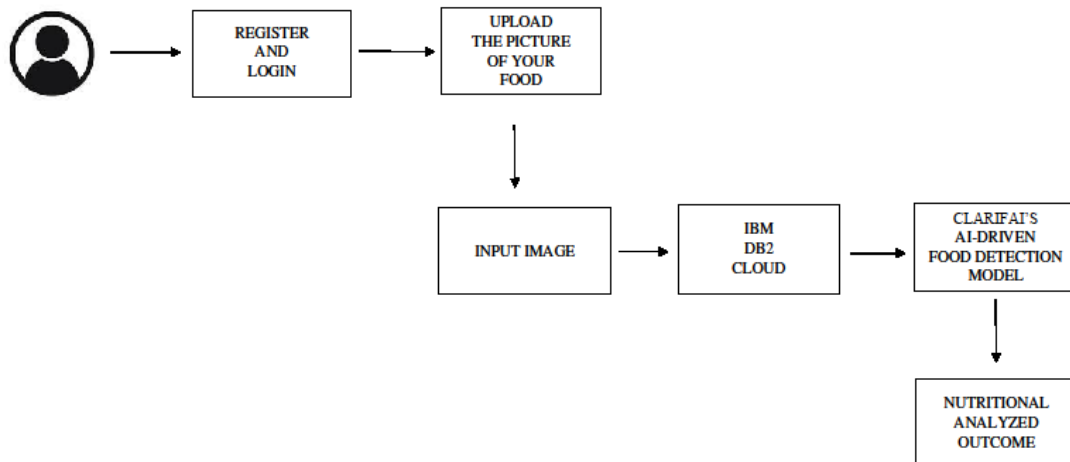 REGISTER
AND
LOGIN
UPLOAD
THE PICTURE
OF YOUR
FOOD
INPUT IMAGE
IBM
DB2
CLOUD
CLARIFAI'S
AI-DRIVEN
FOOD DETECTION
MODEL
NUTRITIONAL
ANALYZED
OUTCOME